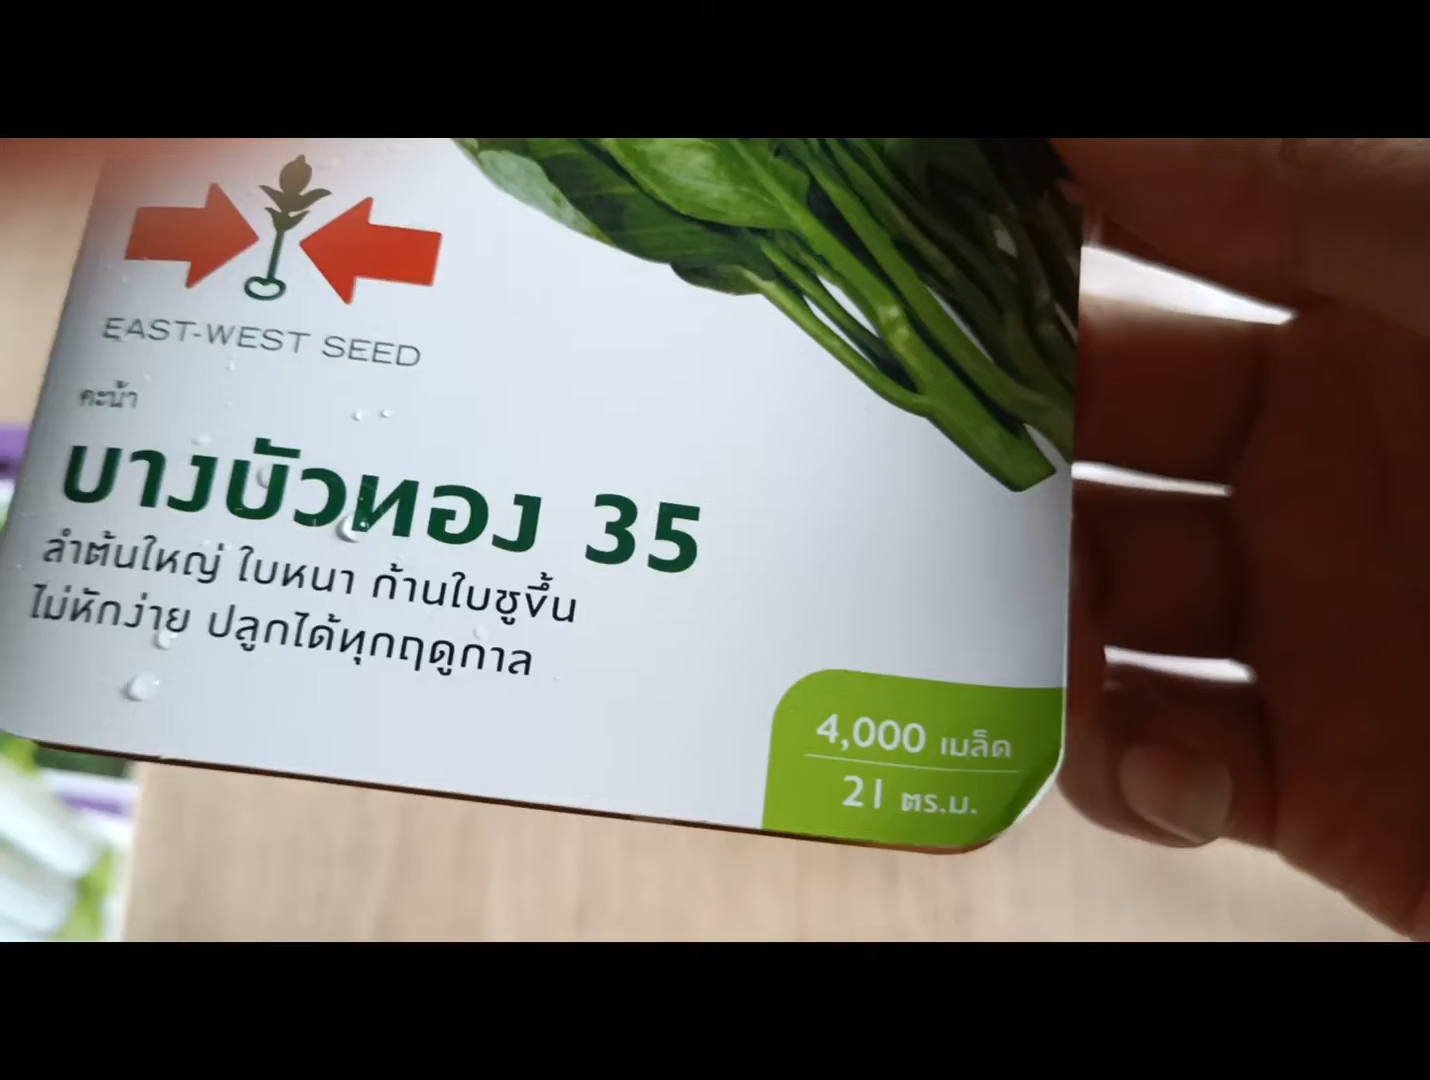 EAST-WEST SEED
คะน้า
บางบัวทอง 35
ลำต้นใหญ่ ใบหนา ก้านใบชูขึ้น
ไม่หักง่าย ปลูกได้ทุกฤดูกาล
4,000 เมล็ด
21 ตร.ม.